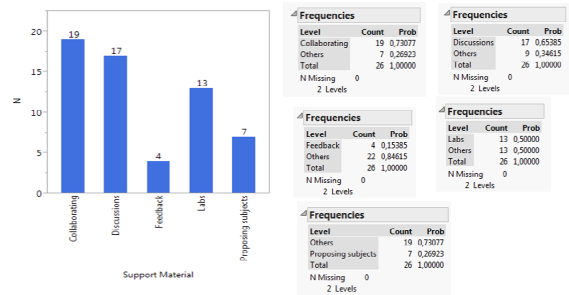 20
15
10
5
0
N
19
17
4
13
7
Collaborating
Discussions
Feedback
Labs
Proposing subjects
Support Material
Frequencies
Level Count Prob
Collaborating 19 0,73077
Others 7 0,26923
Total 26 1,00000
N Missing 0
2 Levels
Frequencies
Level Count Prob
Discussions 17 0,65385
Others 9 0,34615
Total 26 1,00000
N Missing 0
2 Levels
Frequencies
Level Count Prob
Feedback 4 0,15385
Others 22 0,84615
Total 26 1,00000
N Missing 0
2 Levels
Frequencies
Level Count Prob
Labs 13 0,50000
Others 13 0,50000
Total 26 1,00000
N Missing 0
2 Levels
Frequencies
Level Count Prob
Others 19 0,73077
Proposing subjects 7 0,26923
Total 26 1,00000
N Missing 0
2 Levels